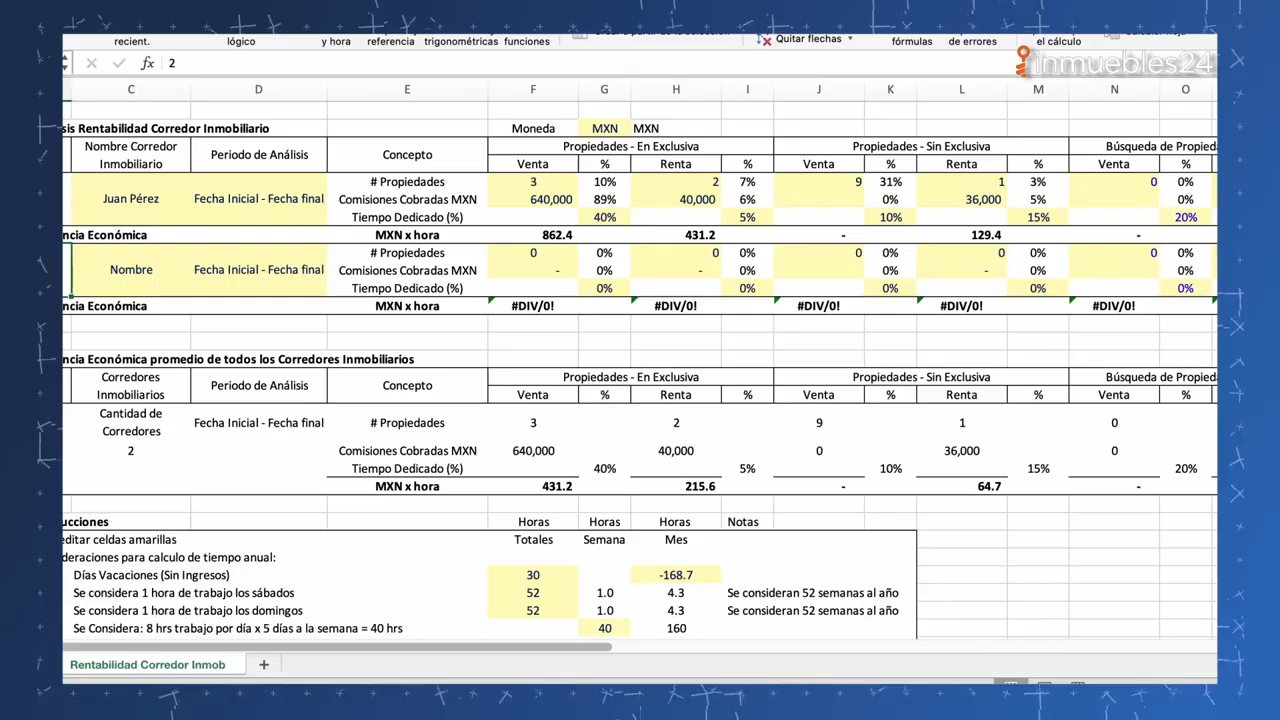 recient. lógico y hora referencia trigonométricas funciones Quitar flechas fórmulas de errores el cálculo
inmuebles24
fx 2
C D E F G H I J K L M N O
sis Rentabilidad Corredor Inmobiliario Moneda MXN MXN
Nombre Corredor Inmobiliario Periodo de Análisis Concepto Propiedades - En Exclusiva Propiedades - Sin Exclusiva Búsqueda de Propied
Venta % Renta % Venta % Renta % Venta %
# Propiedades 3 10% 2 7% 9 31% 1 3% 0 0%
Juan Pérez Fecha Inicial - Fecha final Comisiones Cobradas MXN 640,000 89% 40,000 6% 0% 36,000 5% 0%
Tiempo Dedicado (%) 40% 5% 10% 15% 20%
ncia Económica MXN x hora 862.4 431.2 - 129.4 -
# Propiedades 0 0% 0 0% 0 0% 0 0% 0 0%
Nombre Fecha Inicial - Fecha final Comisiones Cobradas MXN - 0% - 0% 0% - 0% 0%
Tiempo Dedicado (%) 0% 0% 0% 0% 0%
ncia Económica MXN x hora #DIV/0! #DIV/0! #DIV/0! #DIV/0! #DIV/0!
ncia Económica promedio de todos los Corredores Inmobiliarios
Corredores Inmobiliarios Periodo de Análisis Concepto Propiedades - En Exclusiva Propiedades - Sin Exclusiva Búsqueda de Propied
Venta % Renta % Venta % Renta % Venta %
Cantidad de Corredores Fecha Inicial - Fecha final # Propiedades 3 2 9 1 0
2 Comisiones Cobradas MXN 640,000 40,000 0 36,000 0
Tiempo Dedicado (%) 40% 5% 10% 15% 20%
MXN x hora 431.2 215.6 - 64.7 -
ucciones Horas Horas Horas Notas
editar celdas amarillas Totales Semana Mes
deraciones para calculo de tiempo anual:
Días Vacaciones (Sin Ingresos) 30 -168.7
Se considera 1 hora de trabajo los sábados 52 1.0 4.3 Se consideran 52 semanas al año
Se considera 1 hora de trabajo los domingos 52 1.0 4.3 Se consideran 52 semanas al año
Se Considera: 8 hrs trabajo por día x 5 días a la semana = 40 hrs 40 160
Rentabilidad Corredor Inmob +